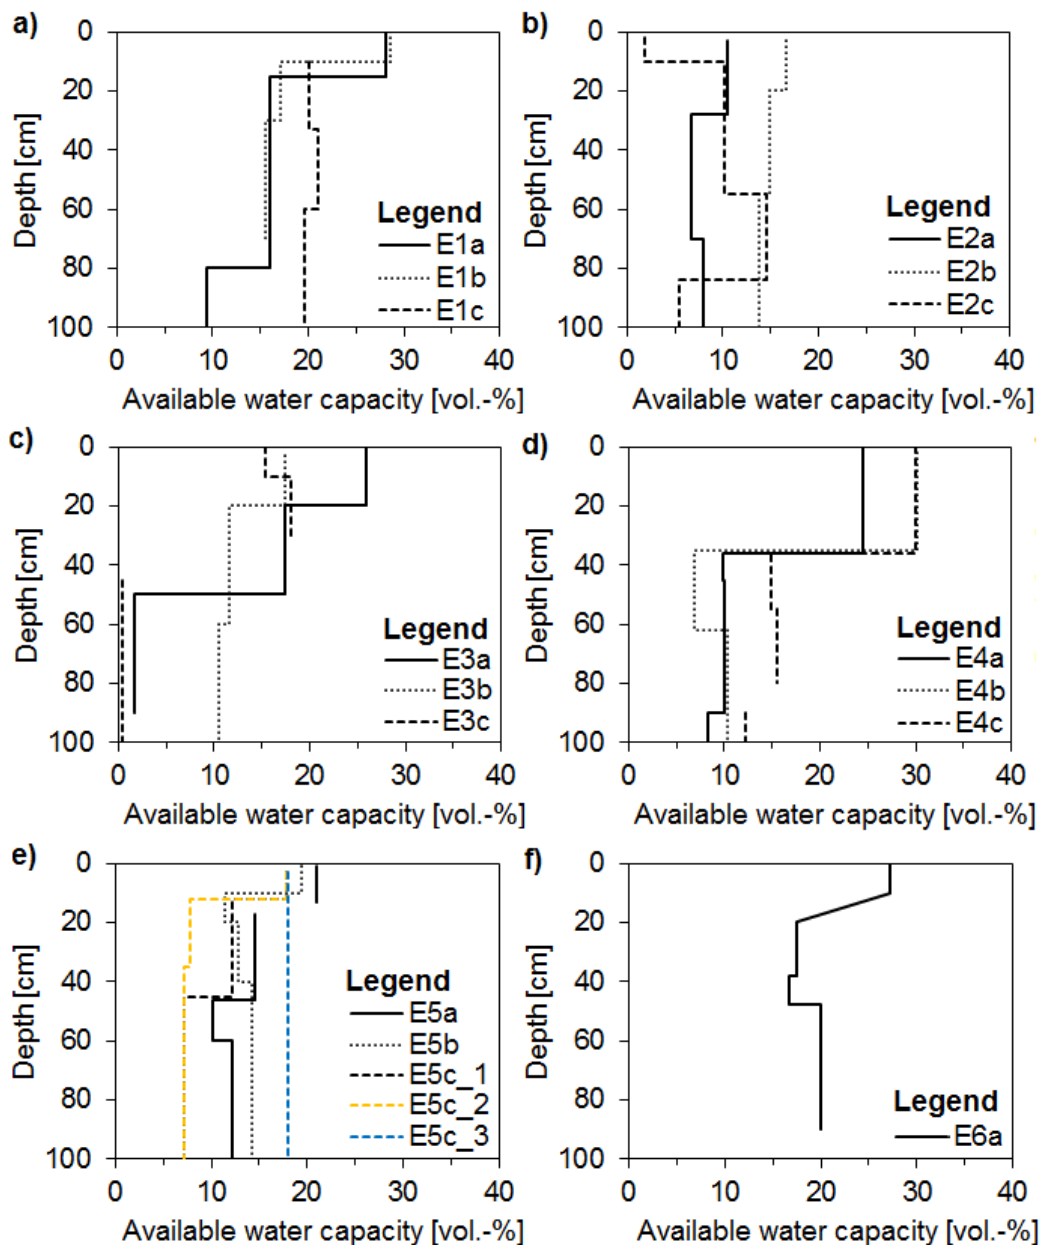 a)
0
20
40
60
80
100
Depth [cm]
Legend
E1a
E1b
E1c
0 10 20 30 40
Available water capacity [vol.-%]
b)
0
20
40
60
80
100
Depth [cm]
Legend
E2a
E2b
E2c
0 10 20 30 40
Available water capacity [vol.-%]
c)
0
20
40
60
80
100
Depth [cm]
Legend
E3a
E3b
E3c
0 10 20 30 40
Available water capacity [vol.-%]
d)
0
20
40
60
80
100
Depth [cm]
Legend
E4a
E4b
E4c
0 10 20 30 40
Available water capacity [vol.-%]
e)
0
20
40
60
80
100
Depth [cm]
Legend
E5a
E5b
E5c_1
E5c_2
E5c_3
0 10 20 30 40
Available water capacity [vol.-%]
f)
0
20
40
60
80
100
Depth [cm]
Legend
E6a
0 10 20 30 40
Available water capacity [vol.-%]